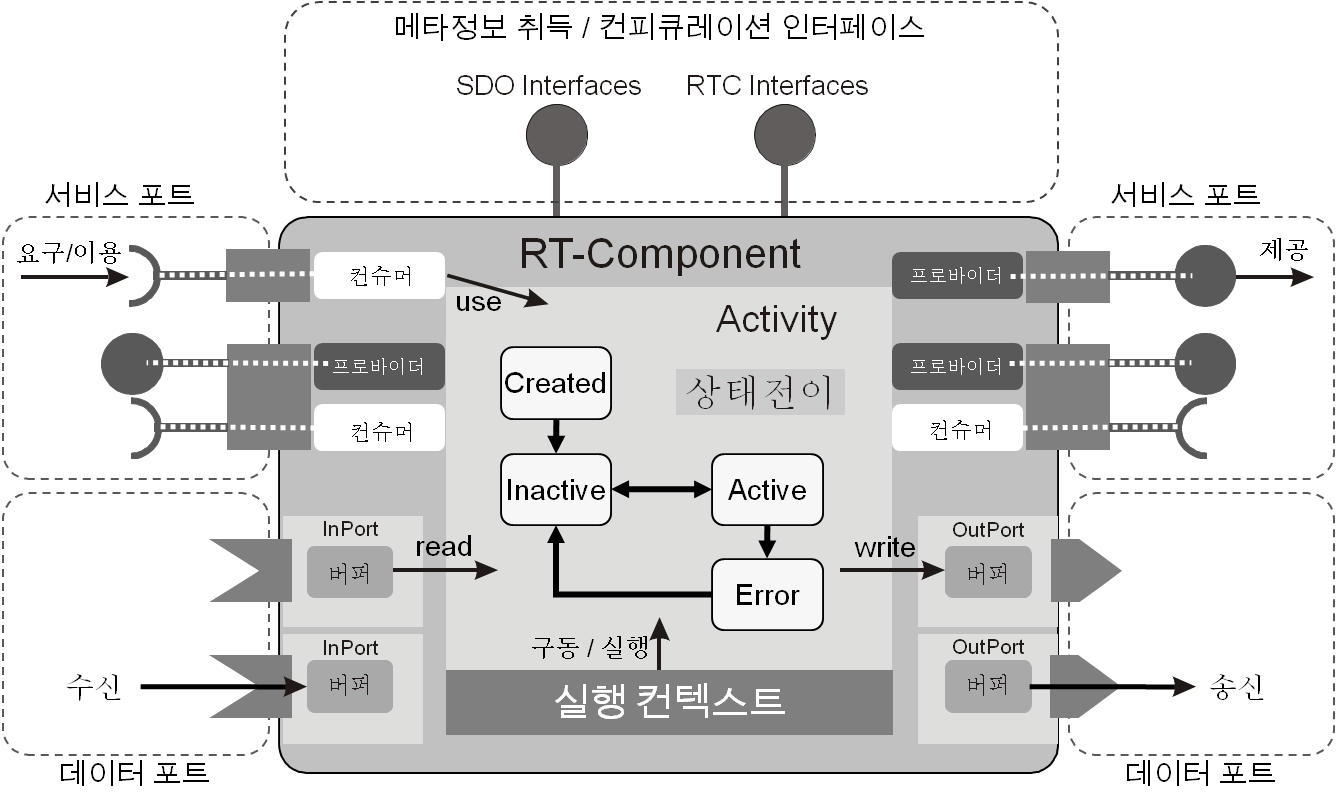 메타정보 취득 / 컨피큐레이션 인터페이스
SDO Interfaces
RTC Interfaces
서비스 포트
서비스 포트
요구/이용
컨슈머
use
RT-Component
프로바이더
제공
Activity
프로바이더
컨슈머
프로바이더
컨슈머
상태전이
Created
Inactive
Active
Error
InPort
버퍼
read
write
OutPort
버퍼
InPort
버퍼
수신
구동 / 실행
OutPort
버퍼
송신
실행 컨텍스트
데이터 포트
데이터 포트